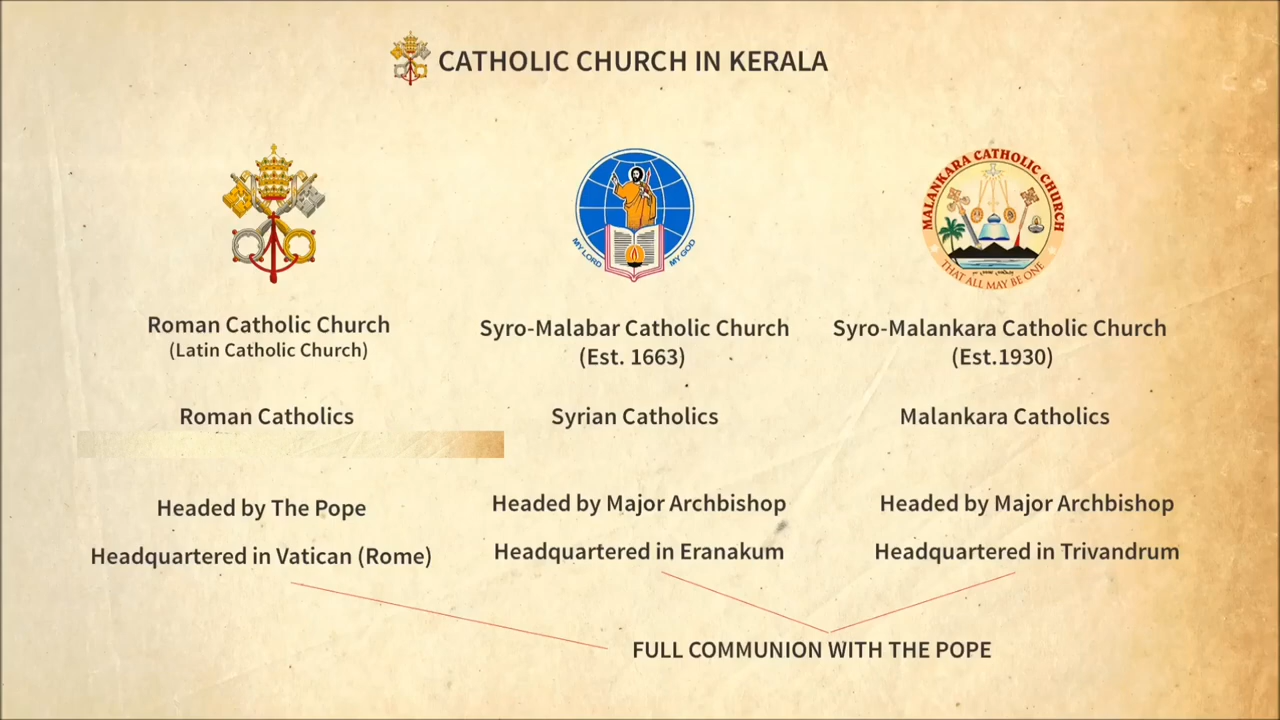 CATHOLIC CHURCH IN KERALA
MY LORD MY GOD
MALANKARA CATHOLIC CHURCH
THAT ALL MAY BE ONE
Roman Catholic Church
(Latin Catholic Church)
Syro-Malabar Catholic Church
(Est. 1663)
Syro-Malankara Catholic Church
(Est.1930)
Roman Catholics
Syrian Catholics
Malankara Catholics
Headed by The Pope
Headed by Major Archbishop
Headed by Major Archbishop
Headquartered in Vatican (Rome)
Headquartered in Eranakum
Headquartered in Trivandrum
FULL COMMUNION WITH THE POPE